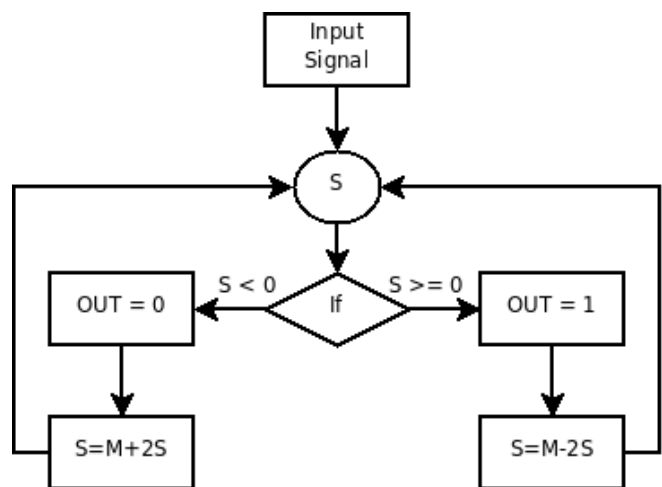 Input
Signal
S
S < 0
If
S >= 0
OUT = 0
OUT = 1
S=M+2S
S=M-2S